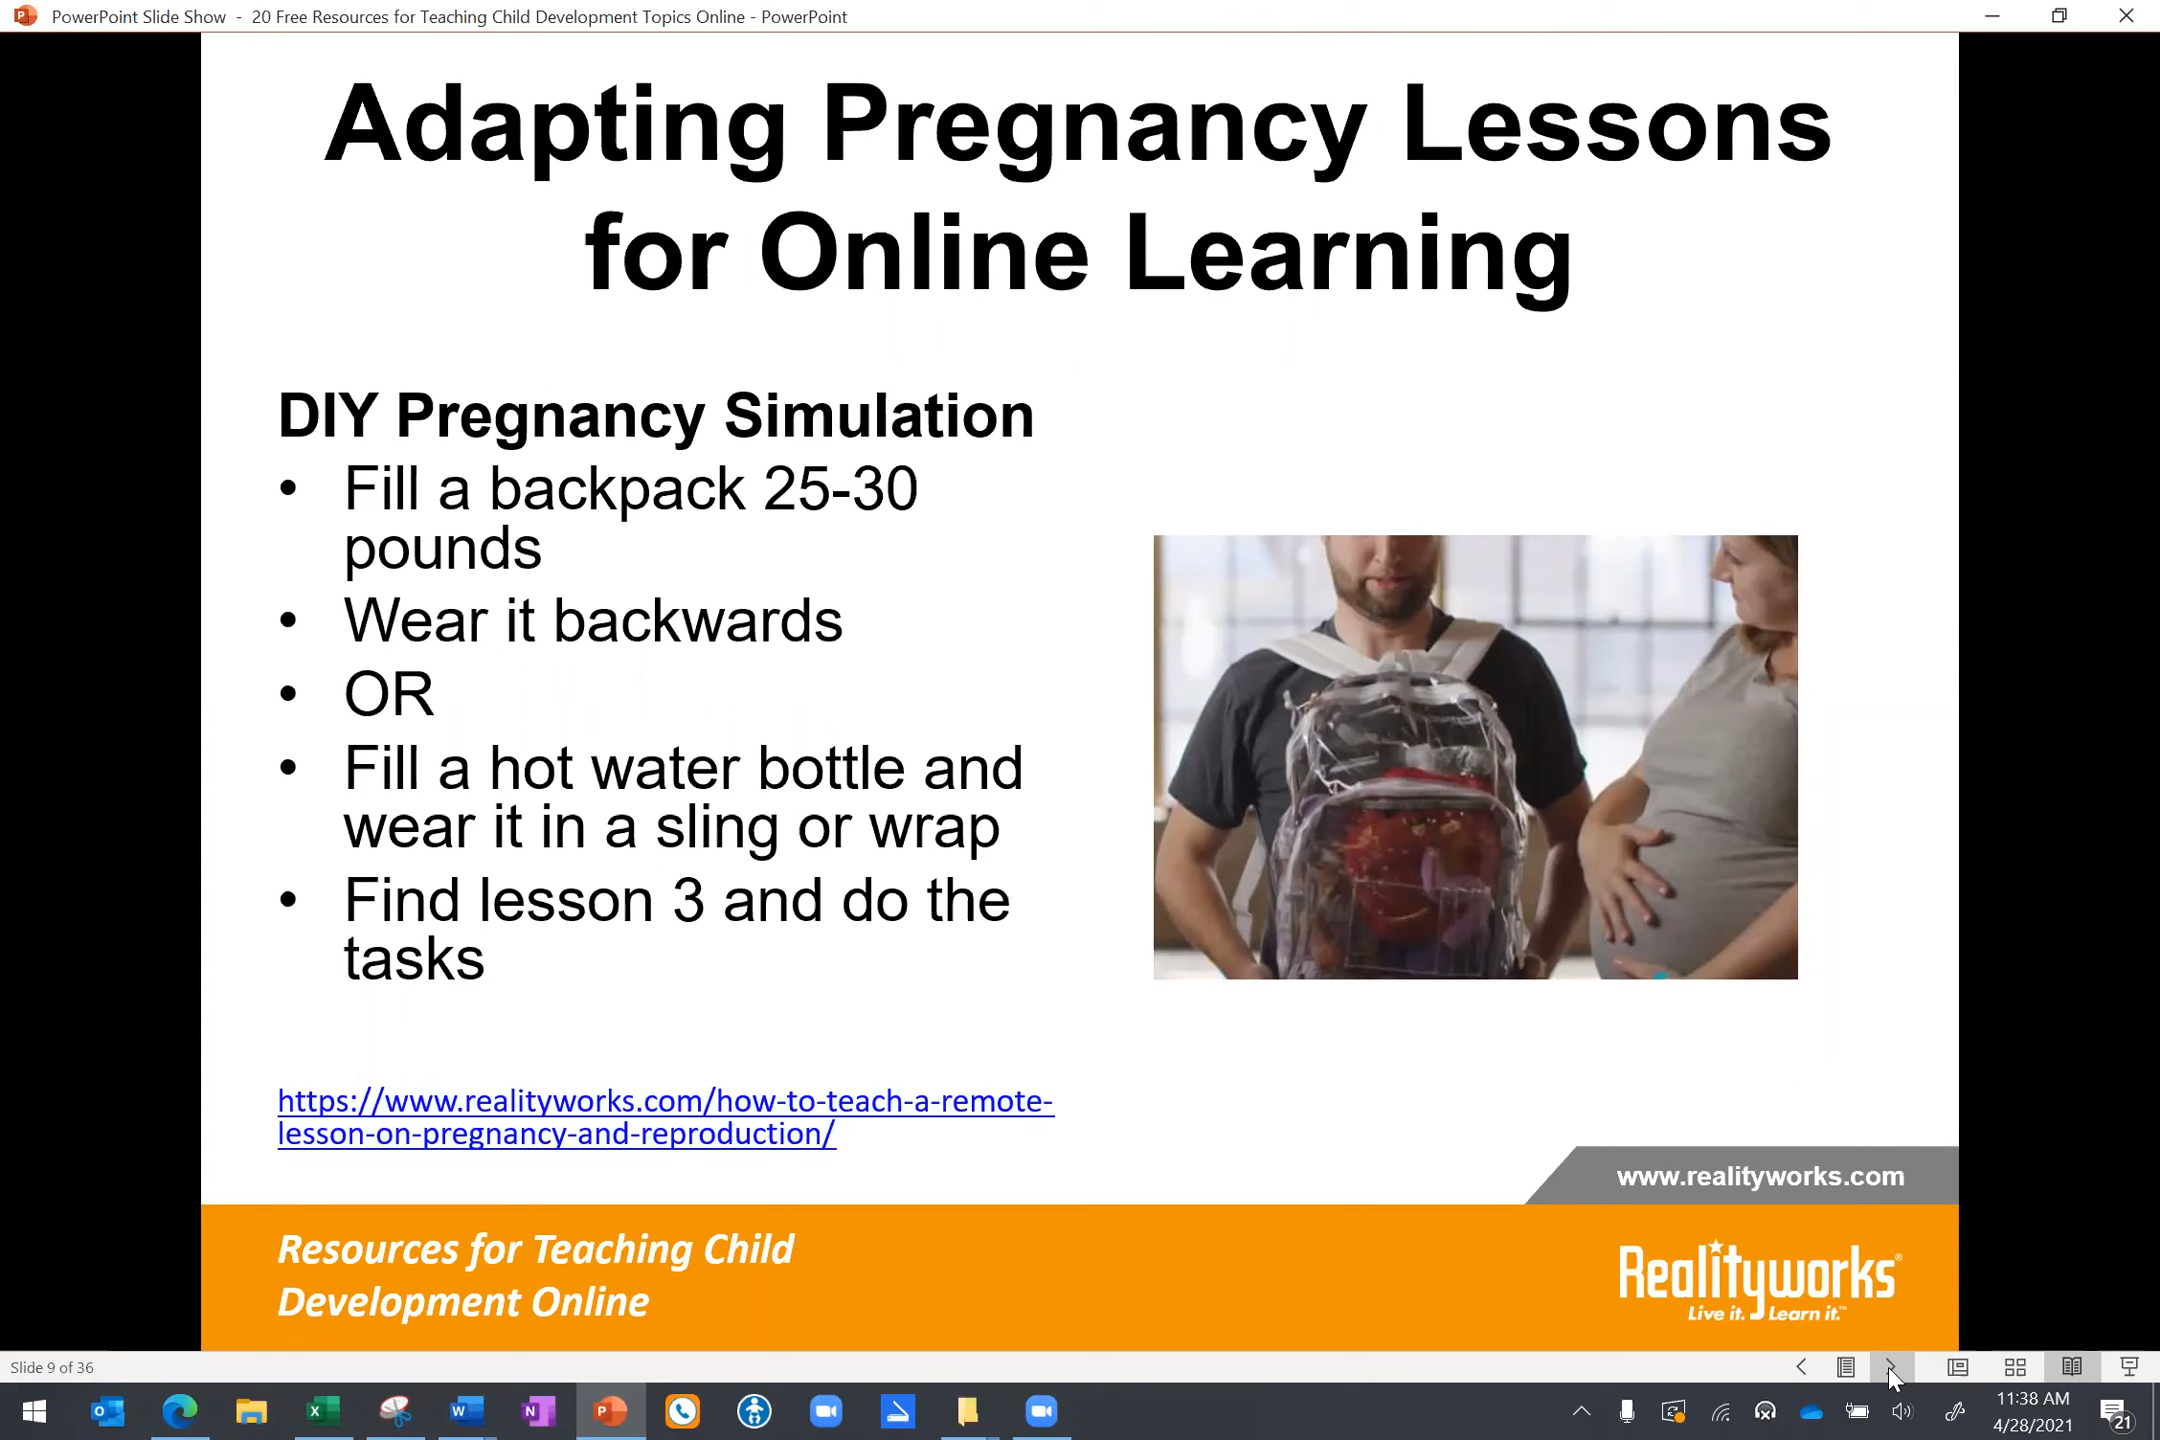 PowerPoint Slide Show - 20 Free Resources for Teaching Child Development Topics Online - PowerPoint
Adapting Pregnancy Lessons
for Online Learning
DIY Pregnancy Simulation
• Fill a backpack 25-30
pounds
• Wear it backwards
• OR
• Fill a hot water bottle and
wear it in a sling or wrap
• Find lesson 3 and do the
tasks
https://www.realityworks.com/how-to-teach-a-remote-
lesson-on-pregnancy-and-reproduction/
www.realityworks.com
Resources for Teaching Child
Development Online
Realityworks®
Live it. Learn it.™
Slide 9 of 36
11:38 AM
4/28/2021
21